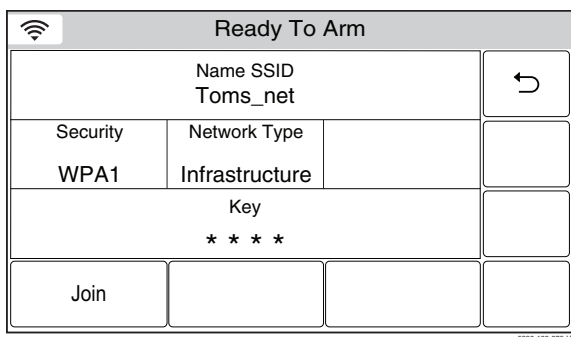 Ready To Arm
Name SSID
Toms_net
Security
Network Type
WPA1
Infrastructure
Key
* * * *
Join